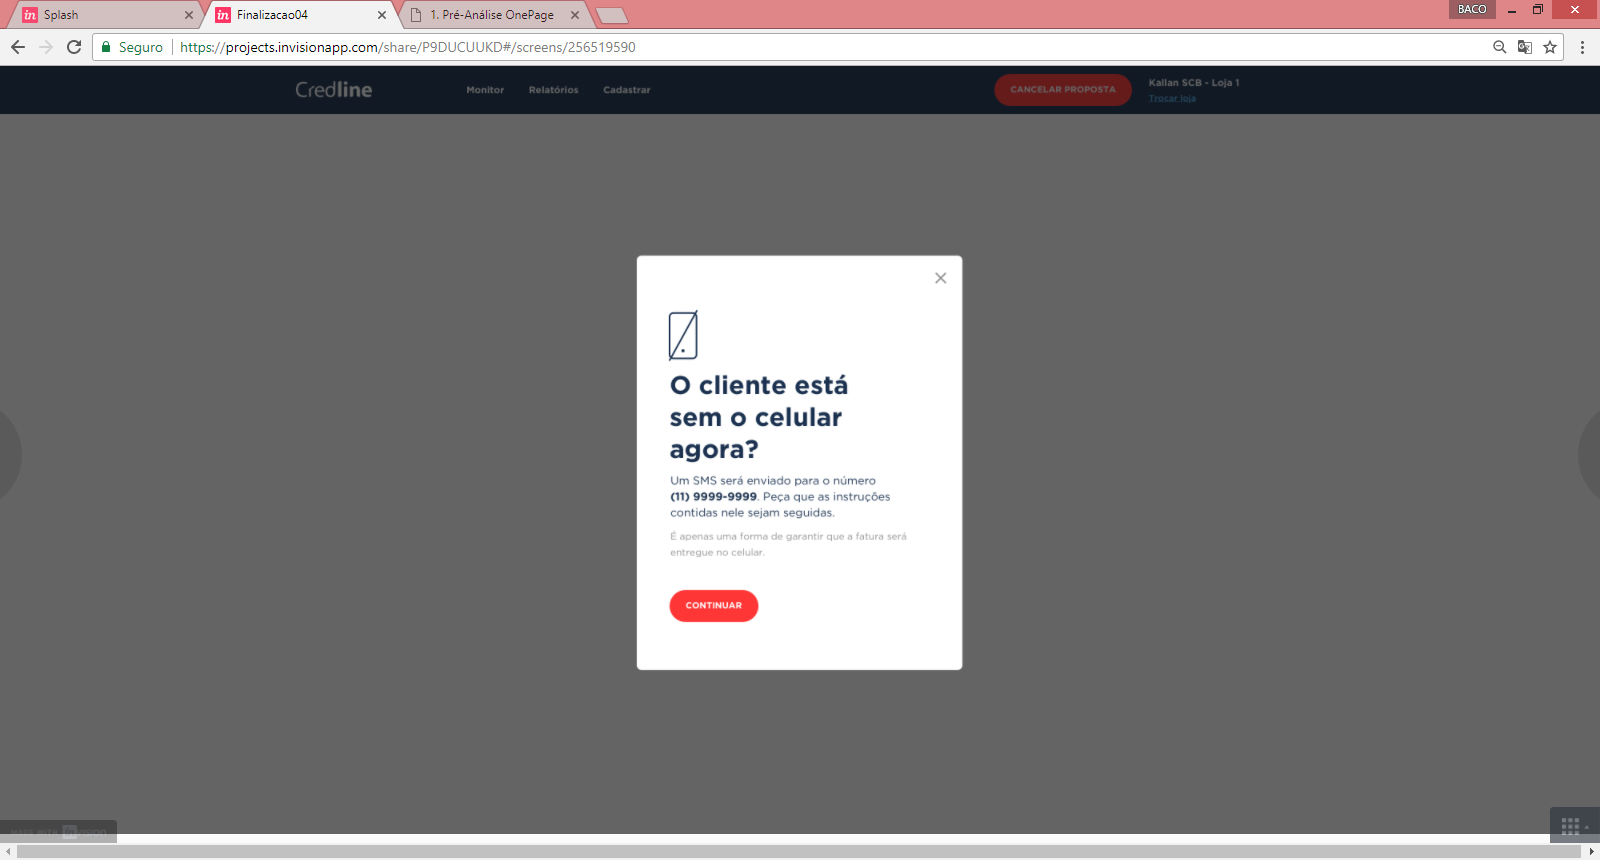 BACO
Splash
Finalizacao04
1. Pré-Análise OnePage
Seguro
https://projects.invisionapp.com/share/P9DUCUUKD#/screens/256519590
Credline
Monitor
Relatórios
Cadastrar
CANCELAR PROPOSTA
Kallan SCB - Loja 1
Trocar loja
O cliente está
sem o celular
agora?
Um SMS será enviado para o número
(11) 9999-9999. Peça que as instruções
contidas nele sejam seguidas.
É apenas uma forma de garantir que a fatura será
entregue no celular.
CONTINUAR
MADE WITH invision